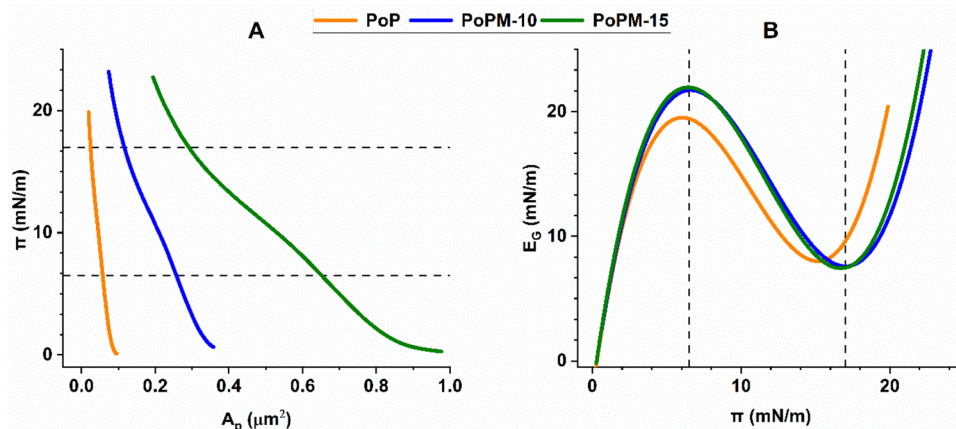 PoP PoPM-10 PoPM-15
A
B
20
10
0
π (mN/m)
0.0 0.2 0.4 0.6 0.8 1.0
Aₚ (μm²)
20
10
0
E_G (mN/m)
0 10 20
π (mN/m)